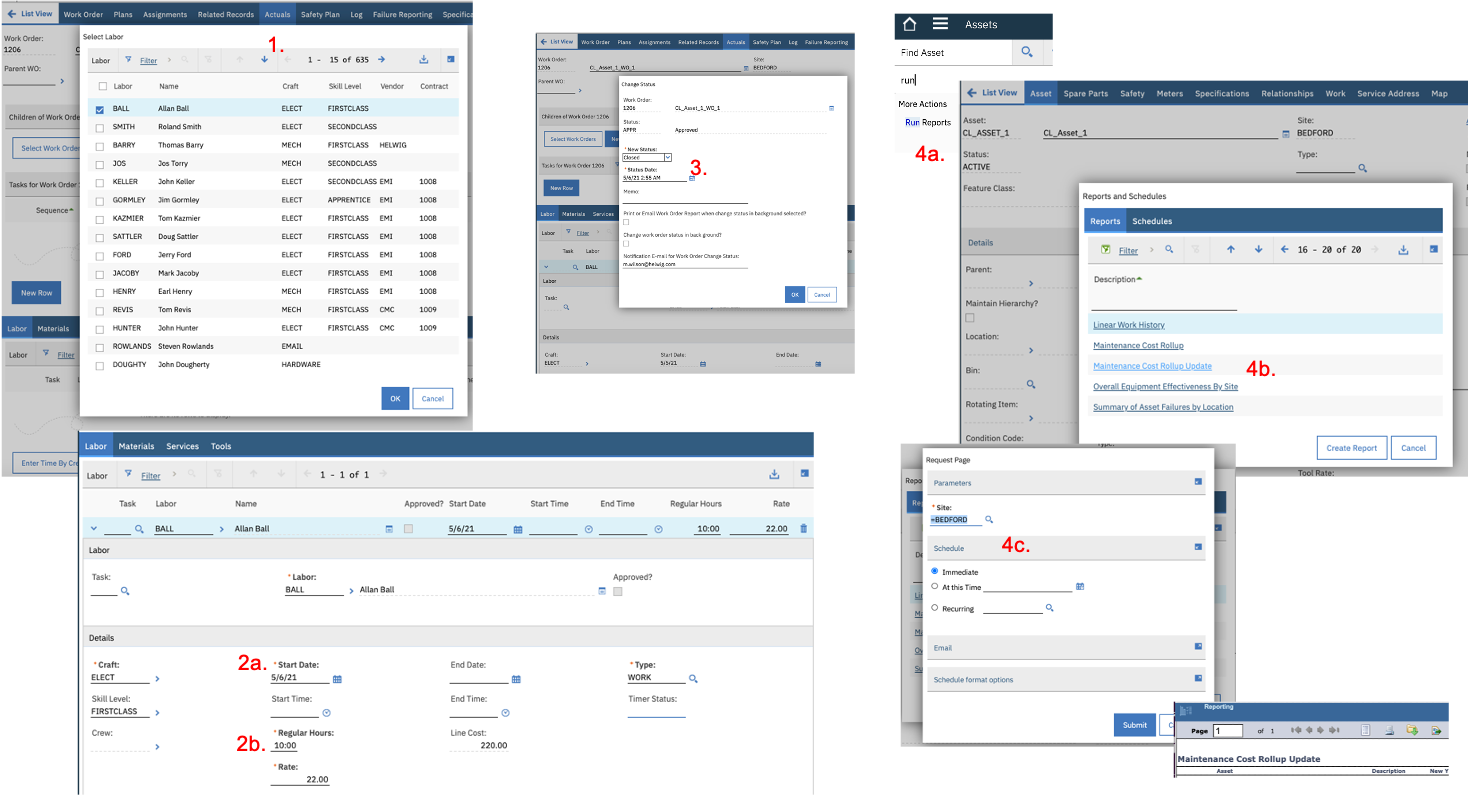 List View Work Order Plans Assignments Related Records Actuals Safety Plan Log Failure Reporting
Work Order:
1206
Parent WO:
Children of Work Orde
Select Work Order
Tasks for Work Order
Sequence
New Row
Labor Materials
Labor Filter
Task
Enter Time By Cre
Select Labor
1.
Labor Filter 1 - 15 of 635
Labor Name Craft Skill Level Vendor Contract
BALL Allan Ball ELECT FIRSTCLASS
SMITH Roland Smith ELECT SECONDCLASS
BARRY Thomas Barry MECH FIRSTCLASS HELWIG
JOS Jos Torry MECH SECONDCLASS
KELLER John Keller ELECT SECONDCLASS EMI 1008
GORMLEY Jim Gormley ELECT APPRENTICE EMI 1008
KAZMIER Tom Kazmier ELECT FIRSTCLASS EMI 1008
SATTLER Doug Sattler ELECT FIRSTCLASS EMI 1008
FORD Jerry Ford ELECT FIRSTCLASS EMI 1008
JACOBY Mark Jacoby ELECT FIRSTCLASS EMI 1008
HENRY Earl Henry MECH FIRSTCLASS EMI 1008
REVIS Tom Revis MECH FIRSTCLASS CMC 1009
HUNTER John Hunter ELECT FIRSTCLASS CMC 1009
ROWLANDS Steven Rowlands EMAIL
DOUGHTY John Dougherty HARDWARE
OK Cancel
Labor Materials Services Tools
Labor Filter 1 - 1 of 1
Task Labor Name Approved? Start Date Start Time End Time Regular Hours Rate
BALL Allan Ball 5/6/21 10:00 22.00
Labor
Task: * Labor: Approved?
BALL Allan Ball
Details
* Craft: 2a. * Start Date: End Date: * Type:
ELECT 5/6/21 WORK
Skill Level: Start Time: End Time: Timer Status:
FIRSTCLASS
Crew: 2b. * Regular Hours: Line Cost:
10:00 220.00
* Rate:
22.00
List View Work Order Plans Assignments Related Records Actuals Safety Plan Log Failure Reporting
Work Order: Site:
1206 CL_Asset_1_WO_1 BEDFORD
Parent WO:
Children of Work Order 1206
Select Work Orders
Tasks for Work Order 1206
New Row
Labor Materials Services
Labor Filter
Task Labor
BALL
Labor
Task:
Details
Craft: Start Date: End Date:
ELECT 5/5/21
Change Status
Work Order:
1206 CL_Asset_1_WO_1
Status:
APPR Approved
* New Status:
Closed
3.
* Status Date:
5/6/21 2:55 AM
Memo:
Print or Email Work Order Report when change status in background selected?
Change work order status in back ground?
Notification E-mail for Work Order Change Status:
m.wilson@helwig.com
OK Cancel
Assets
Find Asset
run
More Actions
Run Reports
4a.
List View Asset Spare Parts Safety Meters Specifications Relationships Work Service Address Map
Asset: Site:
CL_ASSET_1 CL_Asset_1 BEDFORD
Status: Type:
ACTIVE
Feature Class:
Details
Parent:
Maintain Hierarchy?
Location:
Bin:
Rotating Item:
Condition Code:
Tool Rate:
Reports and Schedules
Reports Schedules
Filter 16 - 20 of 20
Description
Linear Work History
Maintenance Cost Rollup
Maintenance Cost Rollup Update
4b.
Overall Equipment Effectiveness By Site
Summary of Asset Failures by Location
Create Report Cancel
Request Page
Parameters
* Site:
=BEDFORD
4c.
Schedule
Immediate
At this Time
Recurring
Email
Schedule format options
Submit
Reporting
Page 1 of 1
Maintenance Cost Rollup Update
Asset Description New Y